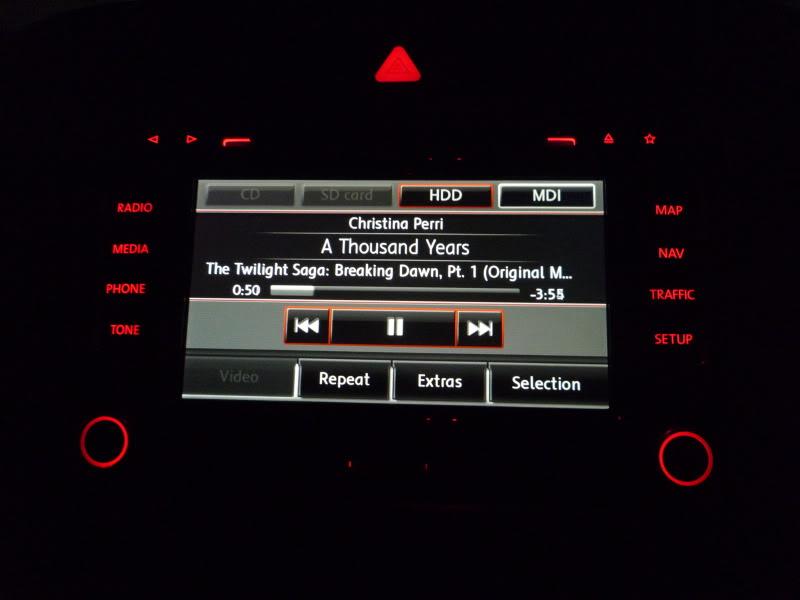 CD SD card HDD MDI
RADIO
MEDIA
PHONE
TONE
Christina Perri
A Thousand Years
The Twilight Saga: Breaking Dawn, Pt. 1 (Original M...
0:50 -3:55
Video Repeat Extras Selection
MAP
NAV
TRAFFIC
SETUP